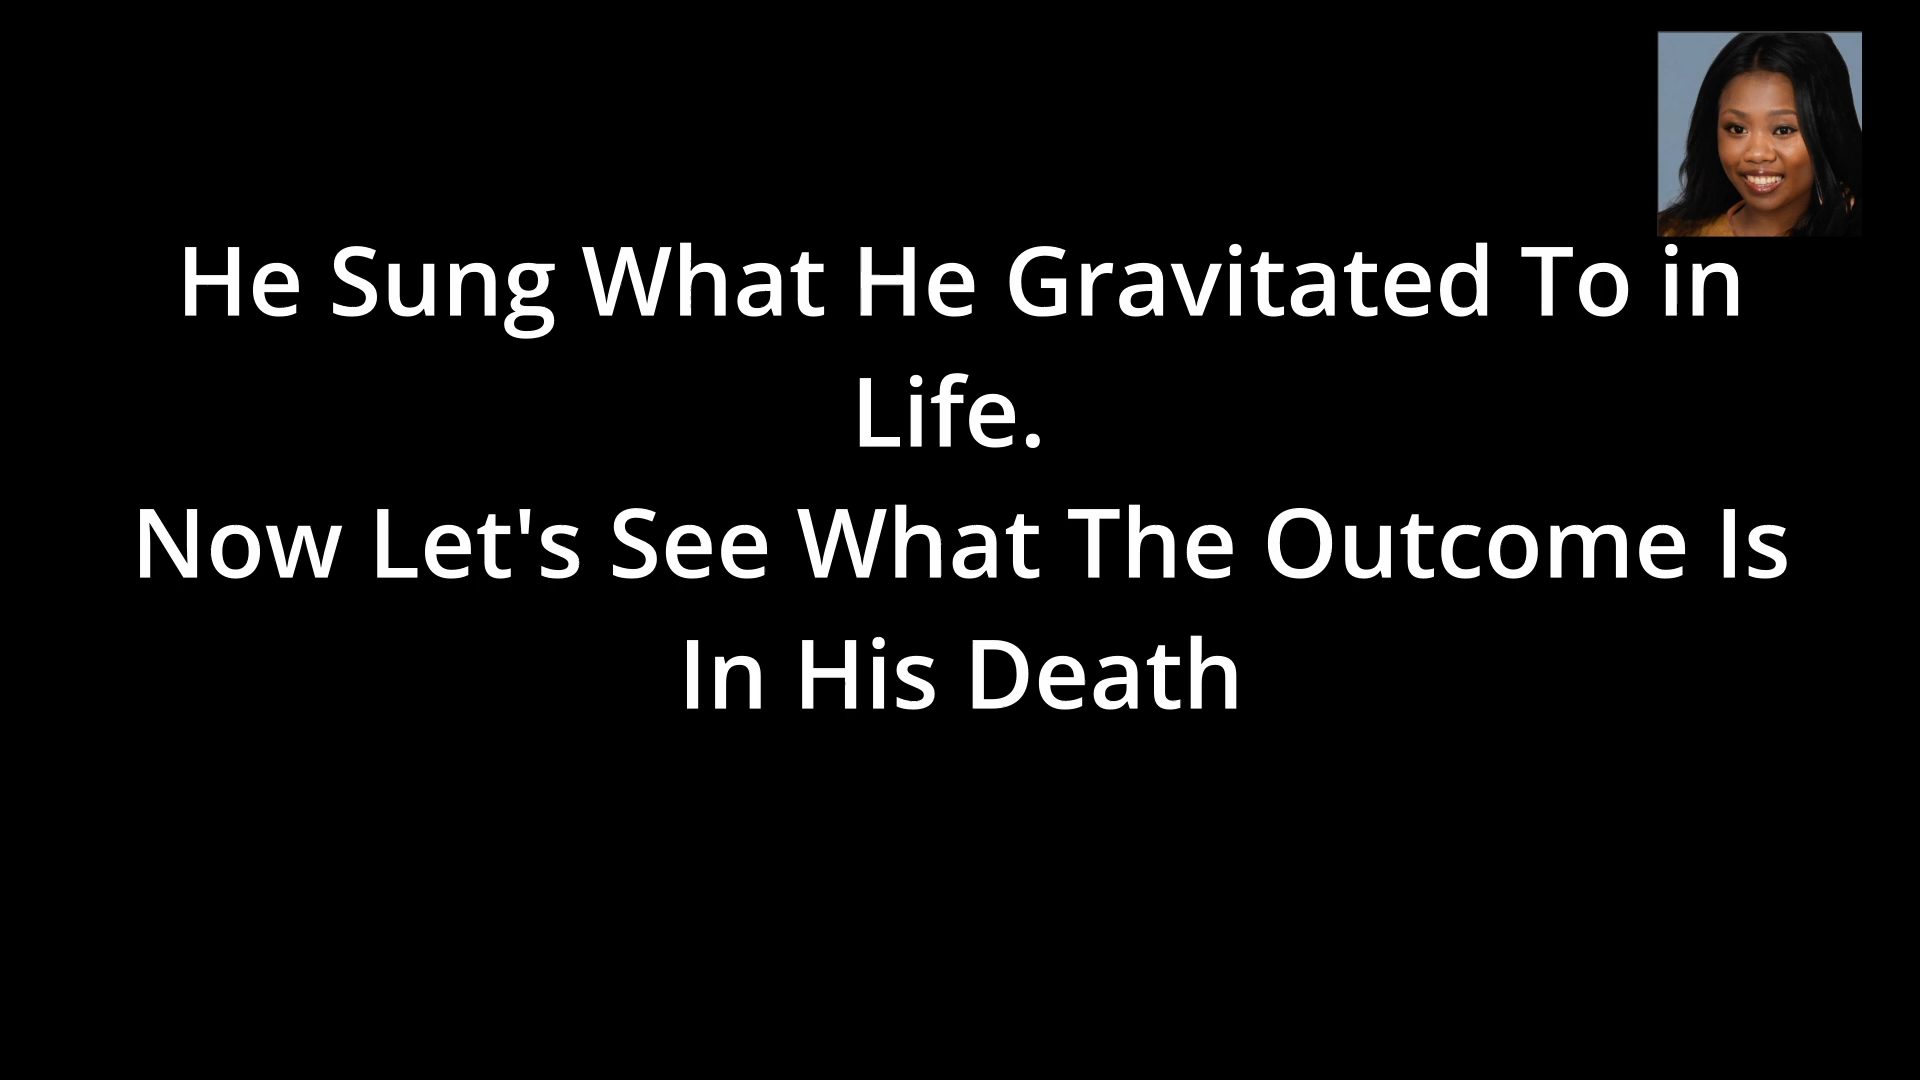 He Sung What He Gravitated To in
Life.
Now Let's See What The Outcome Is
In His Death